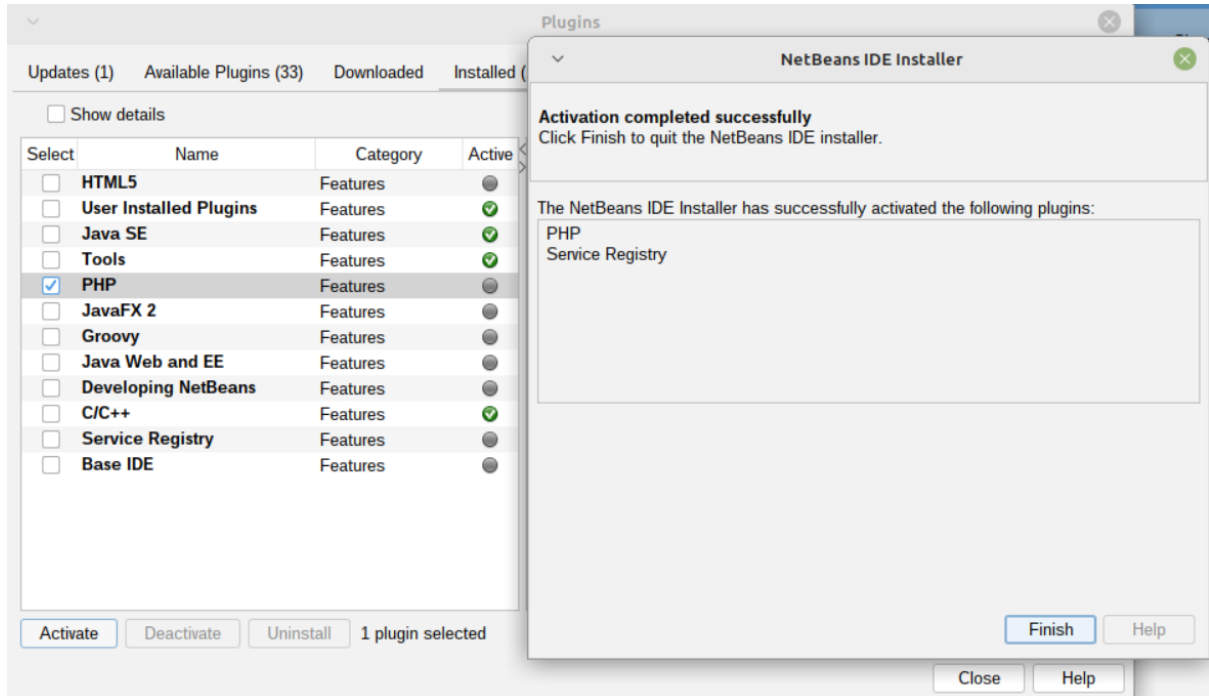 Plugins
Updates (1) Available Plugins (33) Downloaded Installed (
Show details
Select Name Category Active
HTML5 Features
User Installed Plugins Features
Java SE Features
Tools Features
PHP Features
JavaFX 2 Features
Groovy Features
Java Web and EE Features
Developing NetBeans Features
C/C++ Features
Service Registry Features
Base IDE Features
Activate Deactivate Uninstall 1 plugin selected
NetBeans IDE Installer
Activation completed successfully
Click Finish to quit the NetBeans IDE installer.
The NetBeans IDE Installer has successfully activated the following plugins:
PHP
Service Registry
Finish Help
Close Help